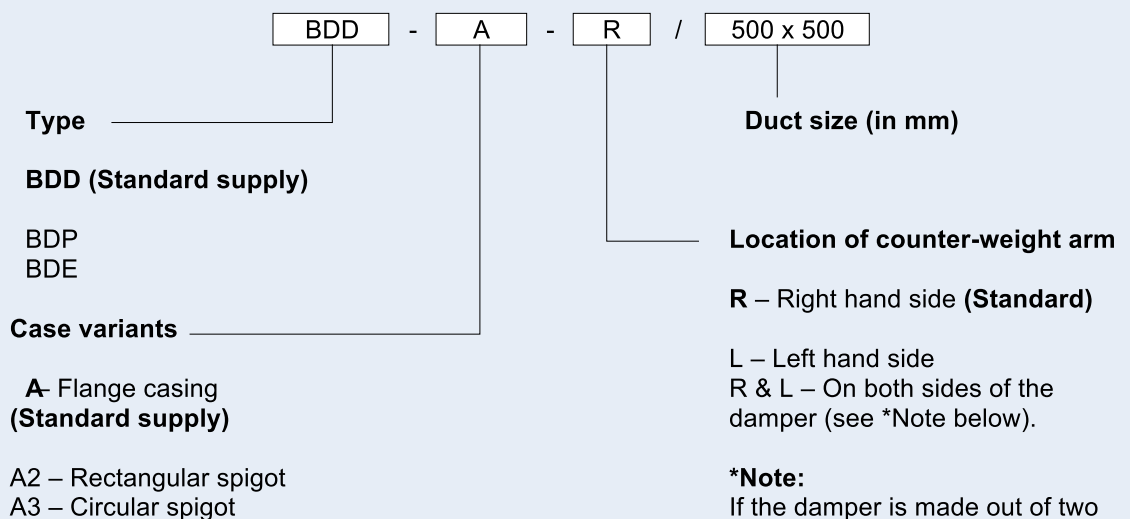 BDD - A - R / 500 x 500
Type
BDD (Standard supply)
BDP
BDE
Case variants
A – Flange casing
(Standard supply)
A2 – Rectangular spigot
A3 – Circular spigot
Duct size (in mm)
Location of counter-weight arm
R – Right hand side (Standard)
L – Left hand side
R & L – On both sides of the
damper (see *Note below).
*Note:
If the damper is made out of two